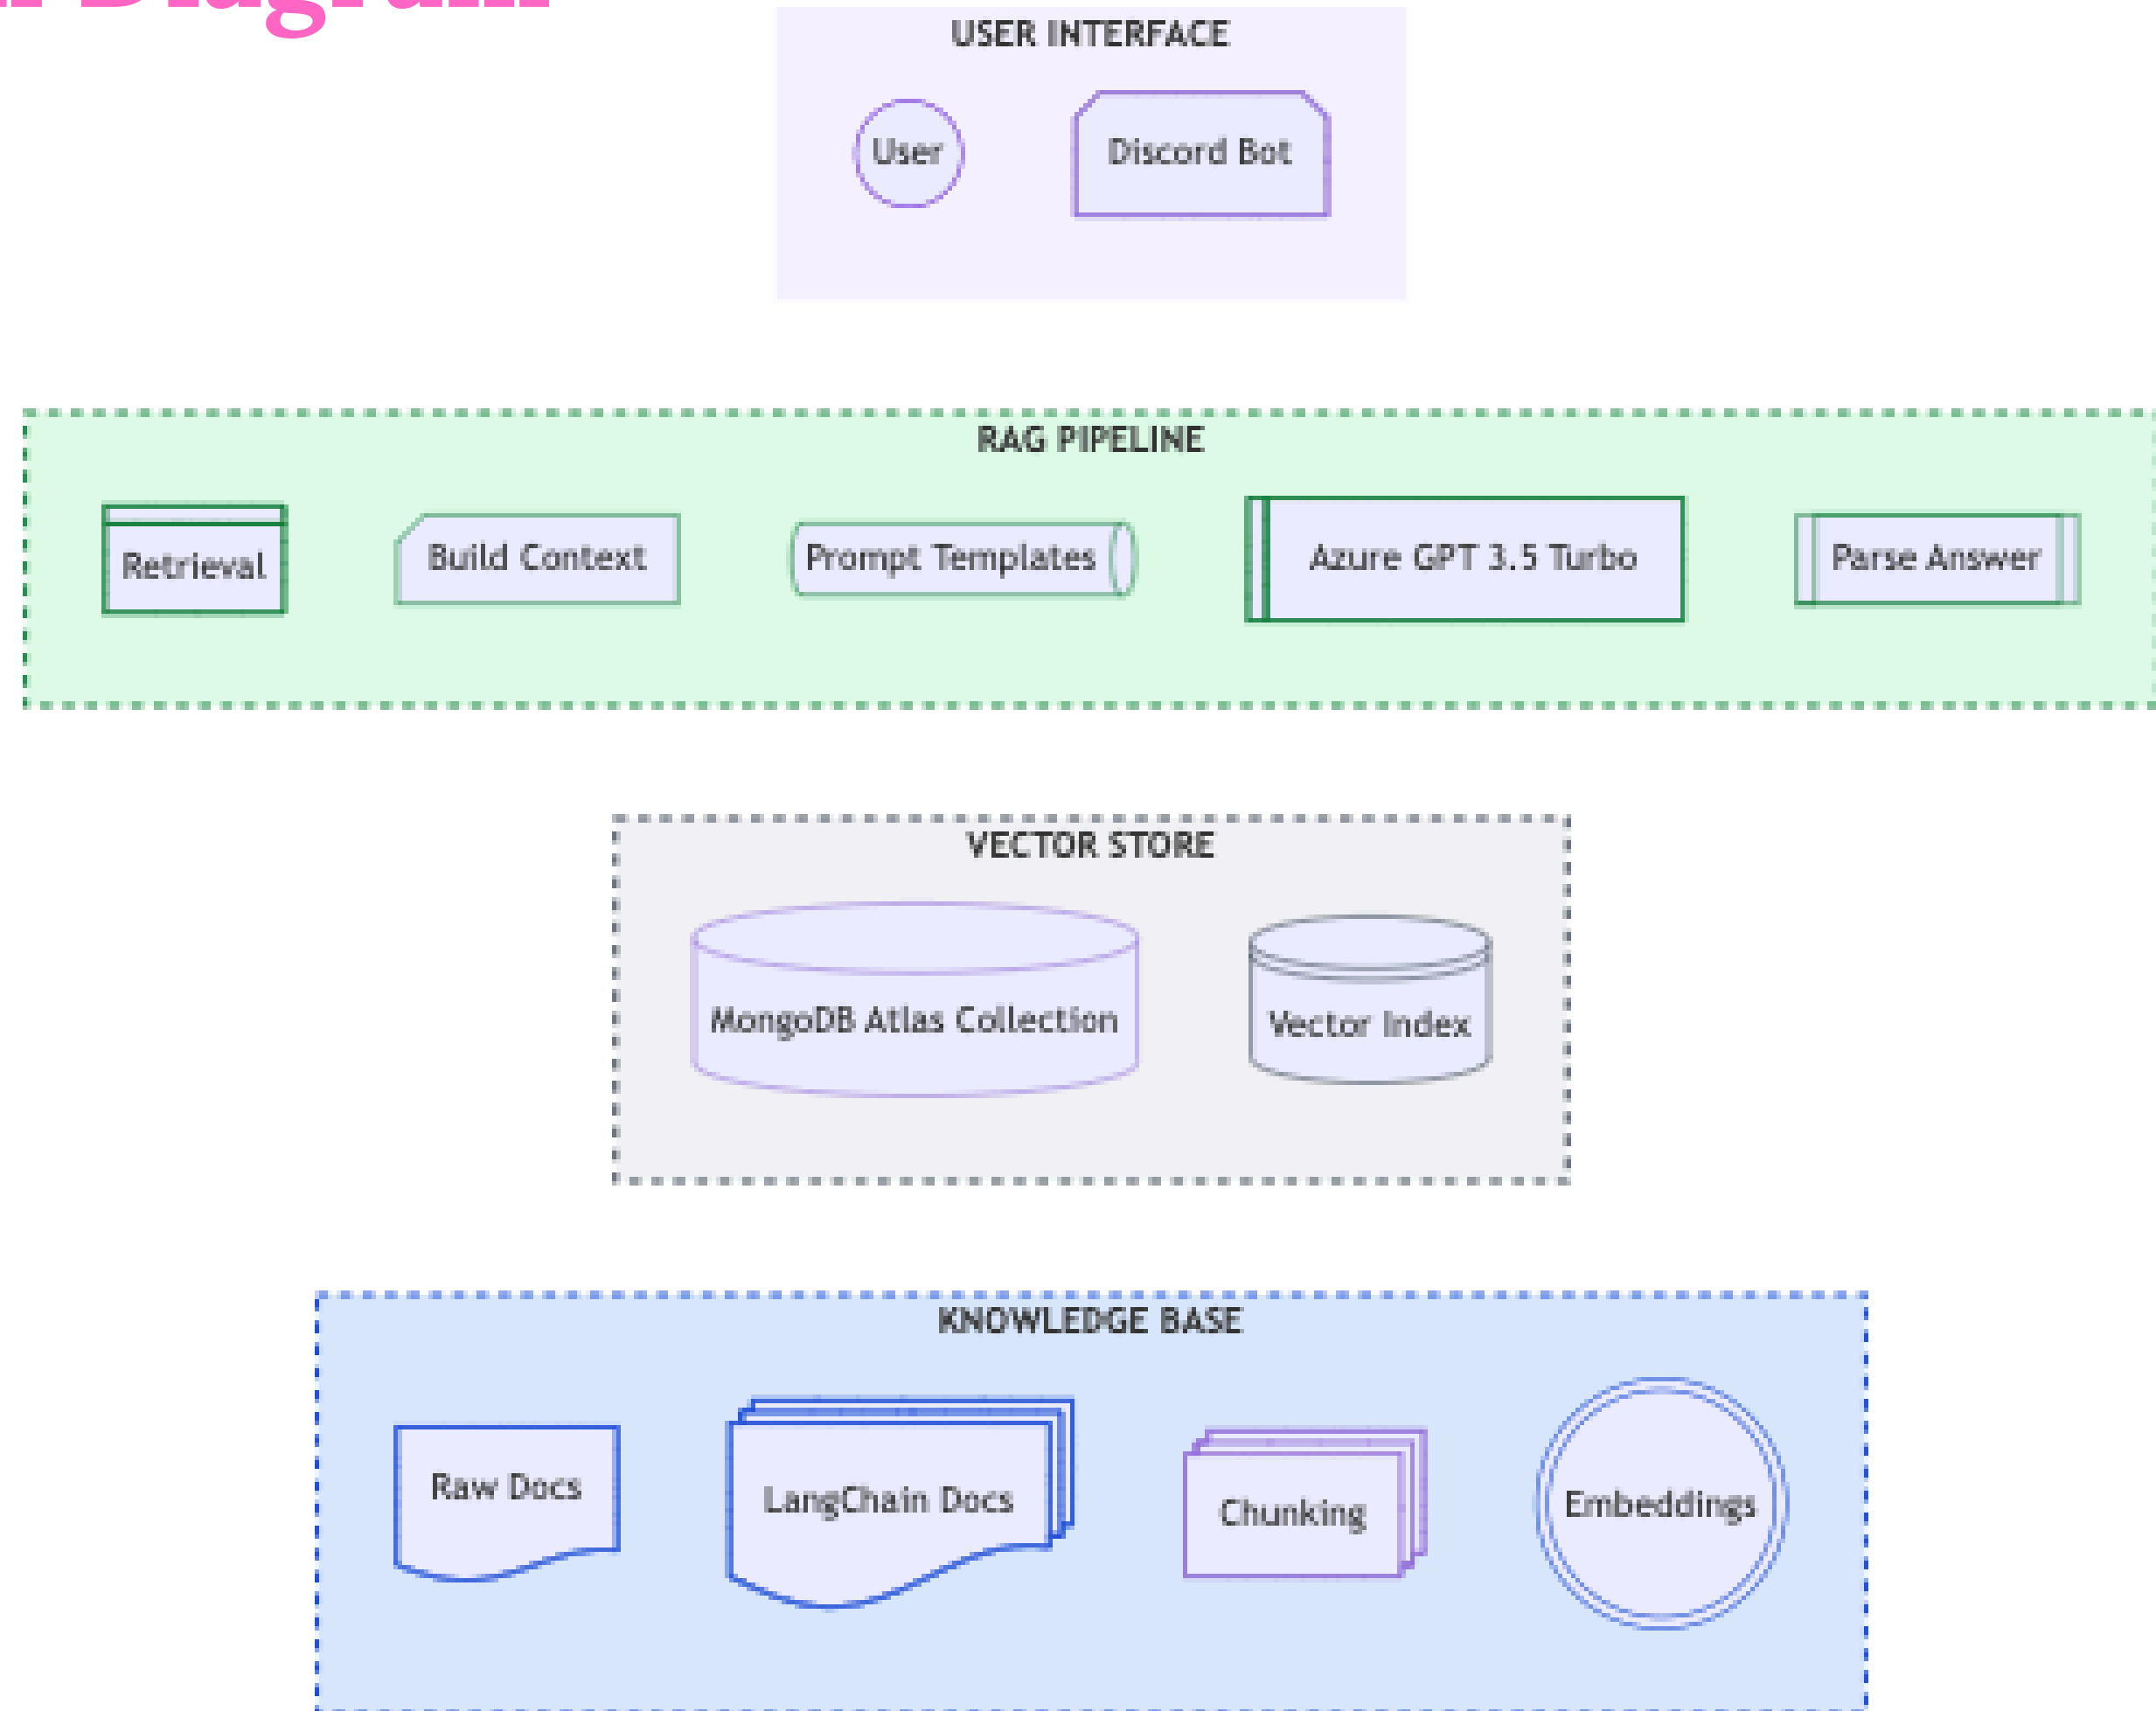 Diagram
USER INTERFACE
User
Discord Bot
RAG PIPELINE
Retrieval
Build Context
Prompt Templates
Azure GPT 3.5 Turbo
Parse Answer
VECTOR STORE
MongoDB Atlas Collection
Vector Index
KNOWLEDGE BASE
Raw Docs
LangChain Docs
Chunking
Embeddings